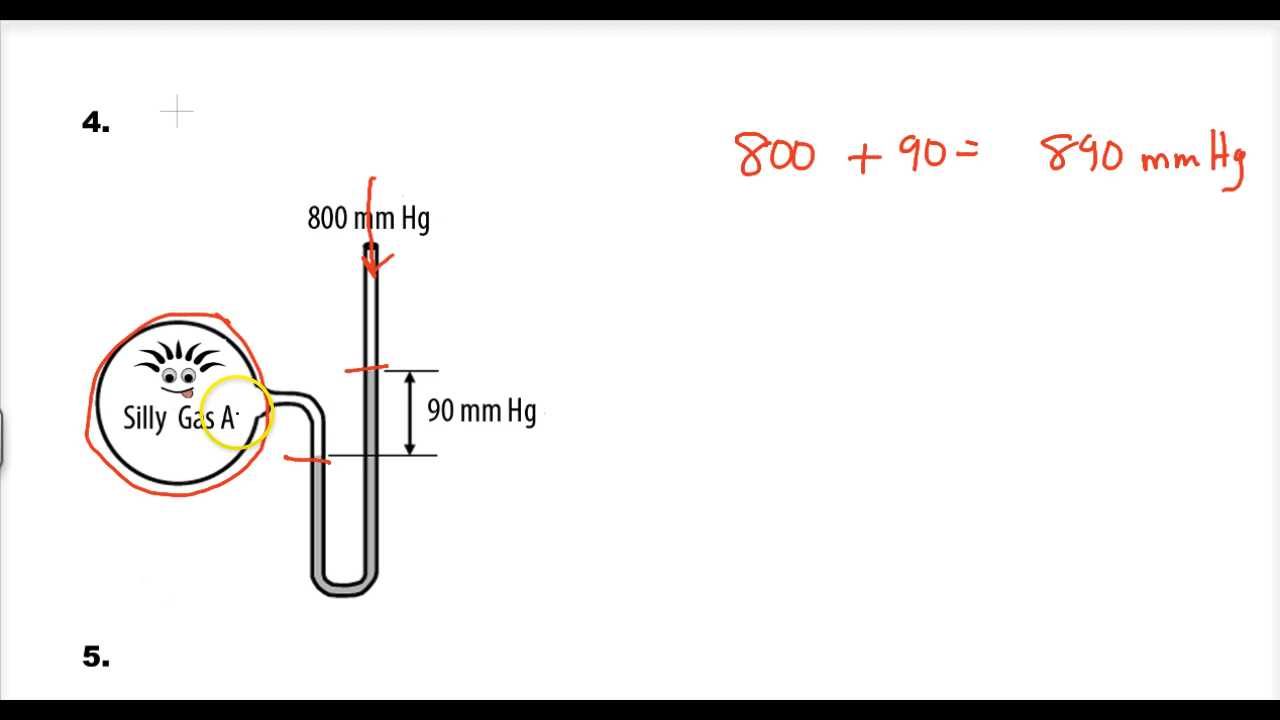 4.
800 + 90 = 890 mm Hg
800 mm Hg
Silly Gas A
90 mm Hg
5.